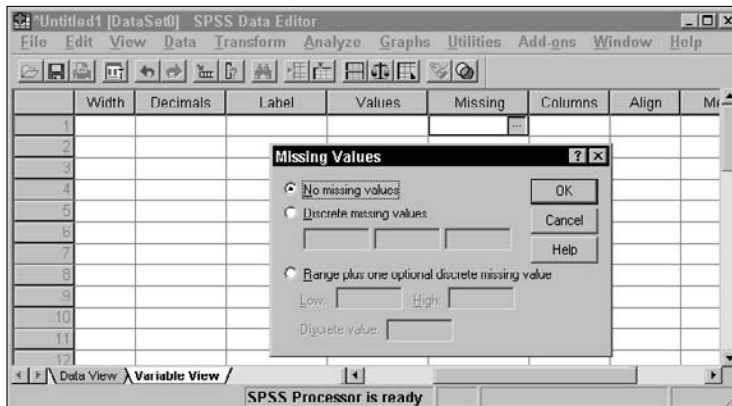 *Untitled1 [DataSet0]   SPSS Data Editor
File Edit View Data Transform Analyze Graphs Utilities Add-ons Window Help
Width Decimals Label Values Missing Columns Align
1 ...
2
Missing Values ? X
3
No missing values OK
4
Discrete missing values
5
Cancel
6
Help
7
Range plus one optional discrete missing value
8
Low: High:
9
10
Discrete value:
11
12
Data View Variable View
SPSS Processor is ready